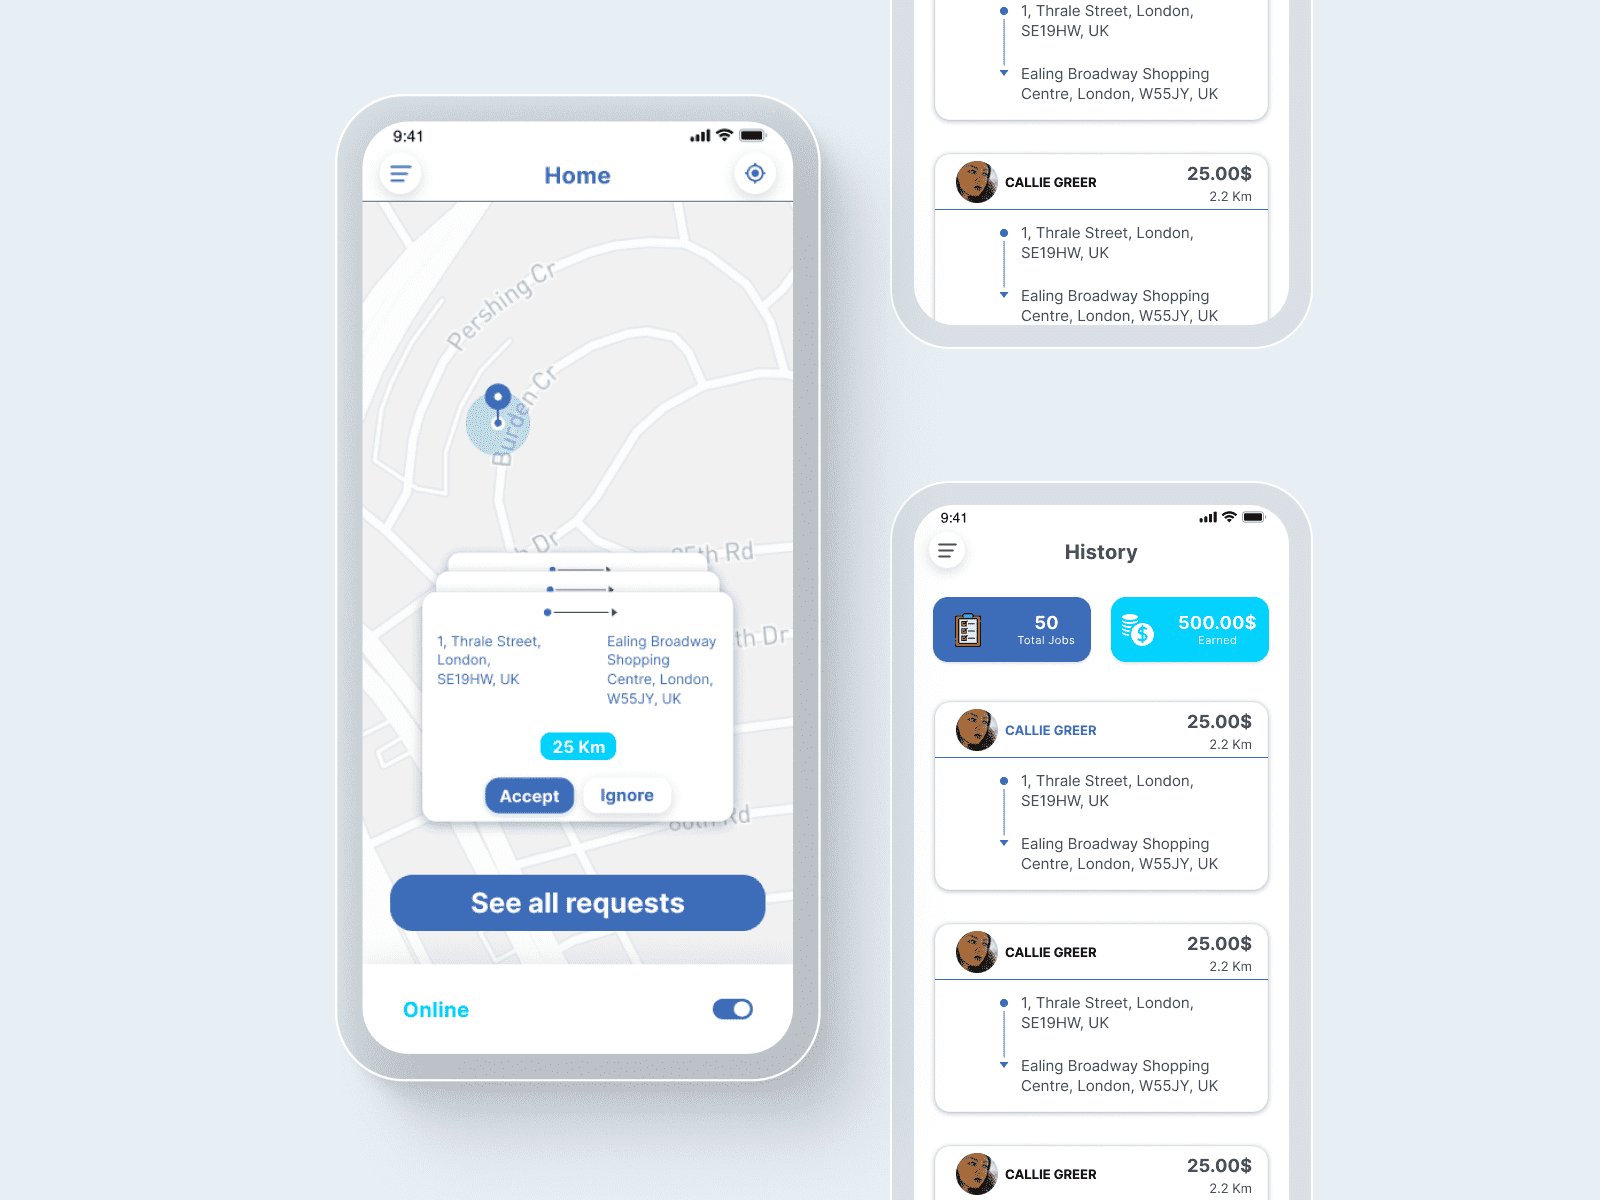 9:41
Home
Pershing Cr
Burden Cr
Dr
th Rd
th Dr
1, Thrale Street,
London,
SE19HW, UK
Ealing Broadway
Shopping
Centre, London,
W55JY, UK
25 Km
Accept
Ignore
Rd
See all requests
Online
1, Thrale Street, London,
SE19HW, UK
Ealing Broadway Shopping
Centre, London, W55JY, UK
CALLIE GREER
25.00$
2.2 Km
1, Thrale Street, London,
SE19HW, UK
Ealing Broadway Shopping
Centre, London, W55JY, UK
9:41
History
50
Total Jobs
500.00$
Earned
CALLIE GREER
25.00$
2.2 Km
1, Thrale Street, London,
SE19HW, UK
Ealing Broadway Shopping
Centre, London, W55JY, UK
CALLIE GREER
25.00$
2.2 Km
1, Thrale Street, London,
SE19HW, UK
Ealing Broadway Shopping
Centre, London, W55JY, UK
CALLIE GREER
25.00$
2.2 Km